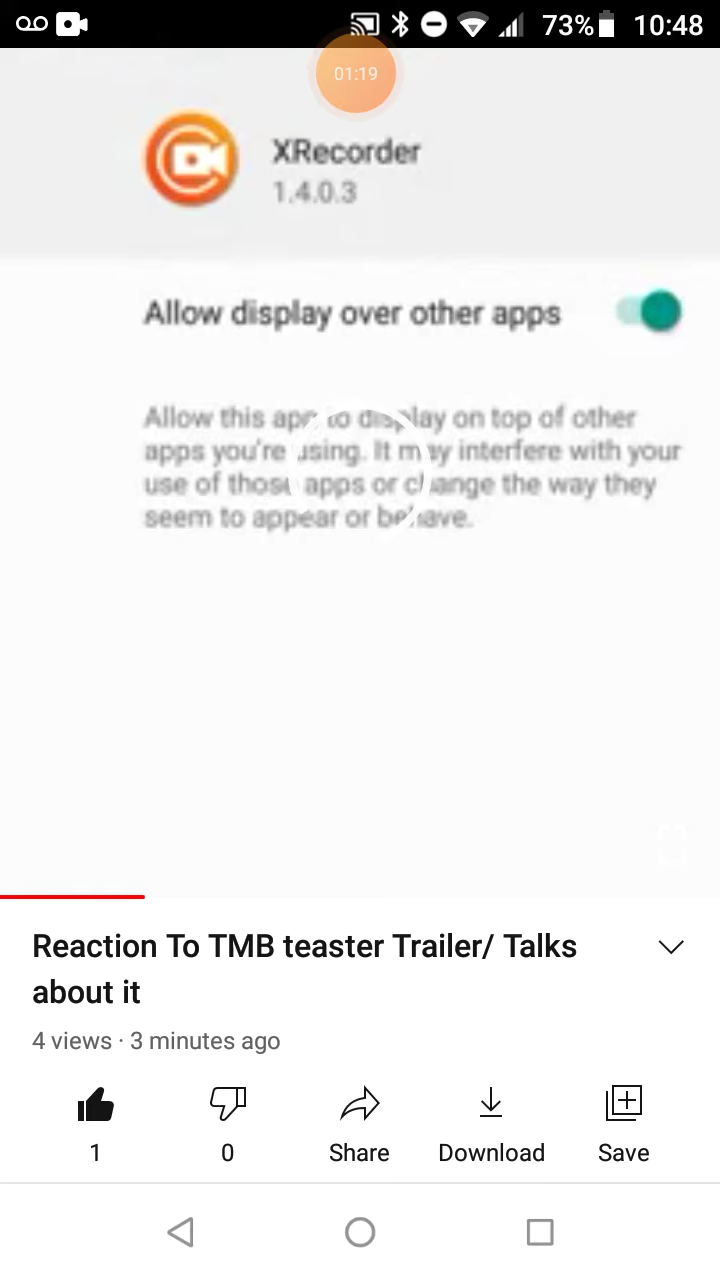 73% 10:48
01:19
XRecorder
1.4.0.3
Allow display over other apps
Allow this app to display on top of other
apps you're using. It may interfere with your
use of those apps or change the way they
seem to appear or behave.
Reaction To TMB teaster Trailer/ Talks
about it
4 views · 3 minutes ago
1 0 Share Download Save